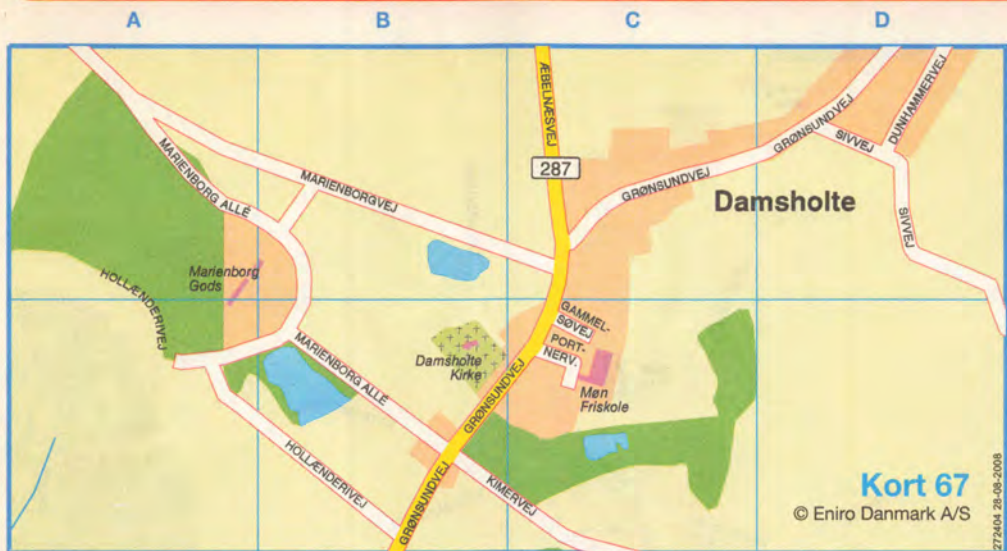 A B C D
ÆBELNÆSVEJ
287
GRØNSUNDVEJ
GRØNSUNDVEJ
SIVVEJ
DUNHAMMERVEJ
SIVVEJ
Damsholte
MARIENBORG ALLÉ
MARIENBORGVEJ
HOLLÆNDERIVEJ
Marienborg
Gods
GAMMEL-
SØVEJ
PORT-
NERV.
Møn
Friskole
Damsholte
Kirke
MARIENBORG ALLÉ
GRØNSUNDVEJ
HOLLÆNDERIVEJ
GRØNSUNDVEJ
KIMERVEJ
Kort 67
© Eniro Danmark A/S
272404 28-08-2008